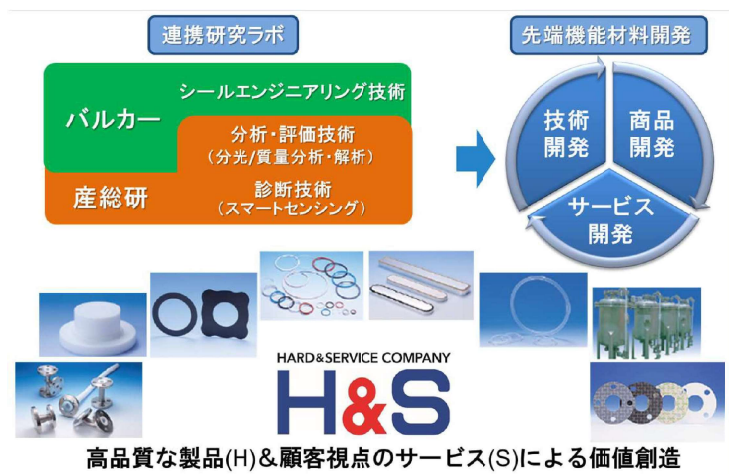 連携研究ラボ
先端機能材料開発
バルカー
シールエンジニアリング技術
分析・評価技術
（分光/質量分析・解析）
産総研
診断技術
（スマートセンシング）
技術
開発
商品
開発
サービス
開発
HARD&SERVICE COMPANY
H&S
高品質な製品(H)＆顧客視点のサービス(S)による価値創造